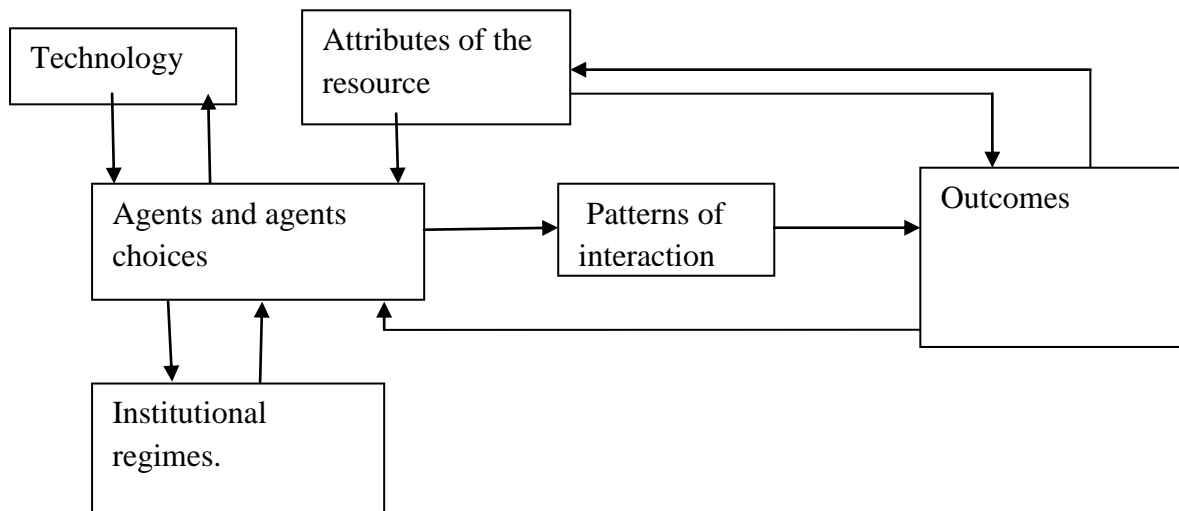 Technology
Attributes of the
resource
Agents and agents
choices
Patterns of
interaction
Outcomes
Institutional
regimes.